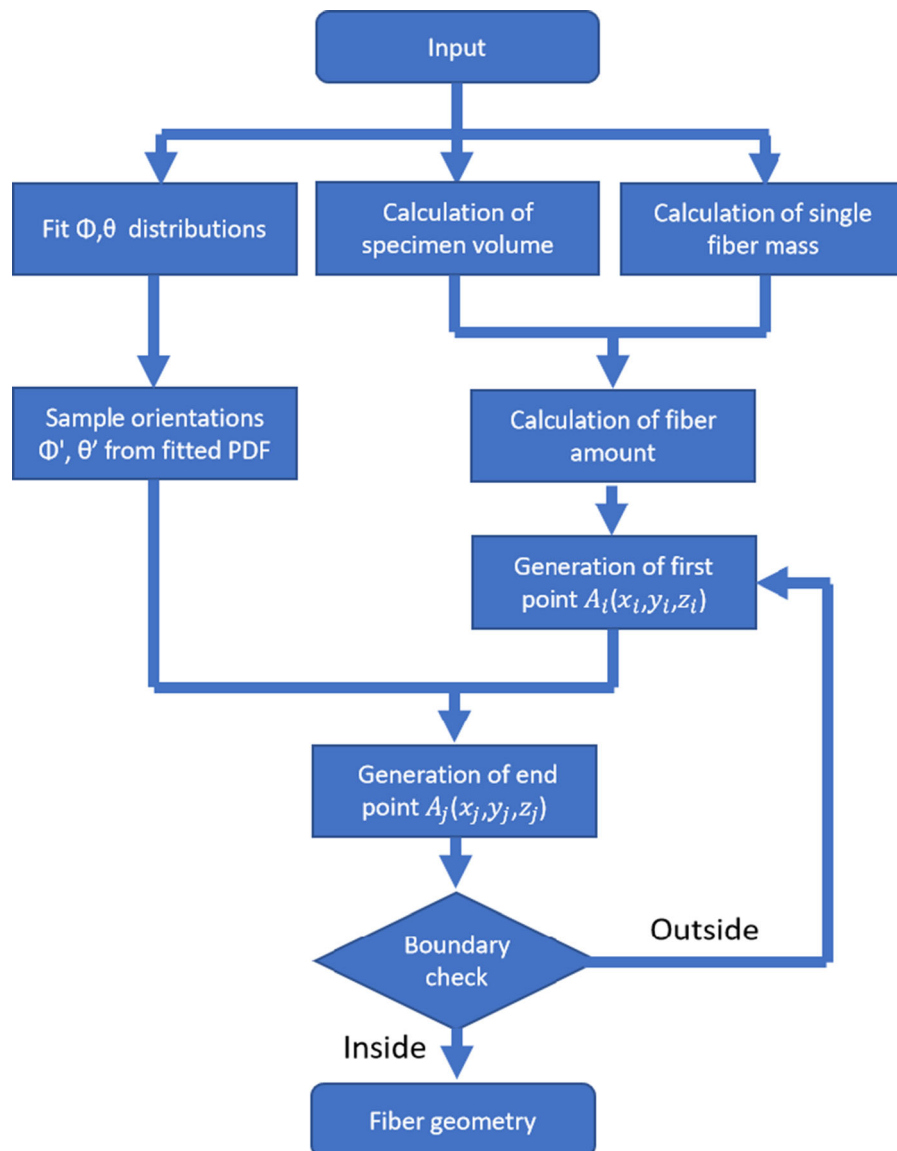 Input
Fit Φ,θ distributions
Calculation of
specimen volume
Calculation of single
fiber mass
Sample orientations
Φ', θ’ from fitted PDF
Calculation of fiber
amount
Generation of first
point 𝐴ᵢ(𝑥ᵢ,𝑦ᵢ,𝑧ᵢ)
Generation of end
point 𝐴ⱼ(𝑥ⱼ,𝑦ⱼ,𝑧ⱼ)
Boundary
check
Outside
Inside
Fiber geometry